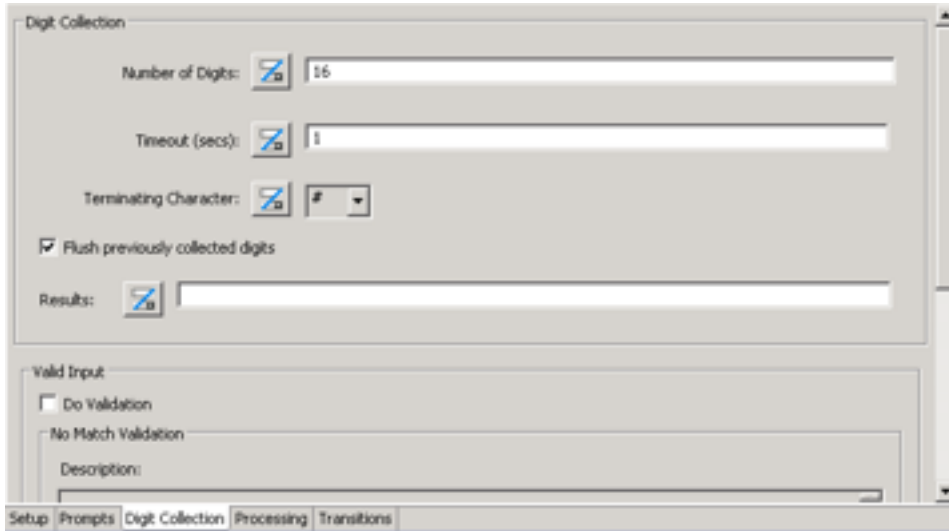 Digit Collection
Number of Digits: 16
Timeout (secs): 1
Terminating Character: #
Flush previously collected digits
Results:
Valid Input
Do Validation
No Match Validation
Description:
Setup Prompts Digit Collection Processing Transitions